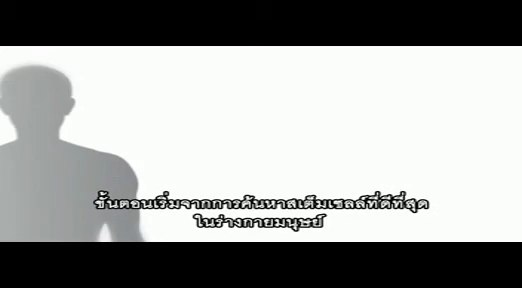 ขั้นตอนเริ่มจากการค้นหาสเต็มเซลล์ที่ดีที่สุด
ในร่างกายมนุษย์